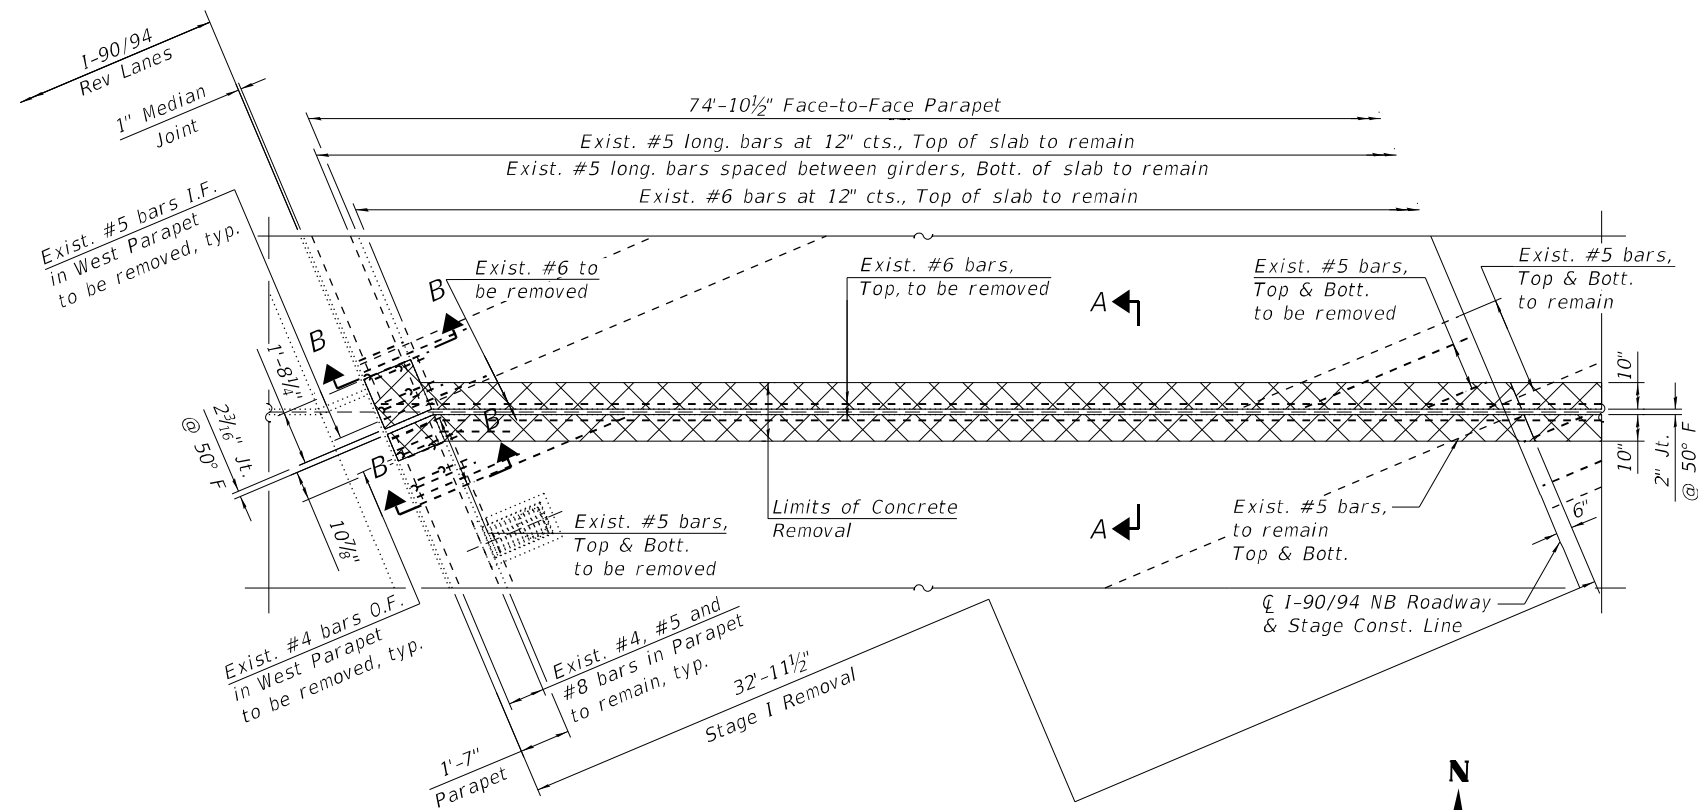 I-90/94
Rev Lanes
1" Median
Joint
74'-10½" Face-to-Face Parapet
Exist. #5 long. bars at 12" cts., Top of slab to remain
Exist. #5 long. bars spaced between girders, Bott. of slab to remain
Exist. #6 bars at 12" cts., Top of slab to remain
Exist. #5 bars I.F.
in West Parapet
to be removed, typ.
Exist. #6 to
be removed
Exist. #6 bars,
Top, to be removed
Exist. #5 bars,
Top & Bott.
to be removed
Exist. #5 bars,
Top & Bott.
to remain
A
B
B
1'-8¼"
2 3/16" Jt.
@ 50° F
10"
10"
2" Jt.
@ 50° F
B
B
10⅞"
Exist. #5 bars,
Top & Bott.
to be removed
Limits of Concrete
Removal
A
Exist. #5 bars,
to remain
Top & Bott.
6"
Exist. #4 bars O.F.
in West Parapet
to be removed, typ.
Exist. #4, #5 and
#8 bars in Parapet
to remain, typ.
℄ I-90/94 NB Roadway
& Stage Const. Line
32'-11½"
Stage I Removal
1'-7"
Parapet
N